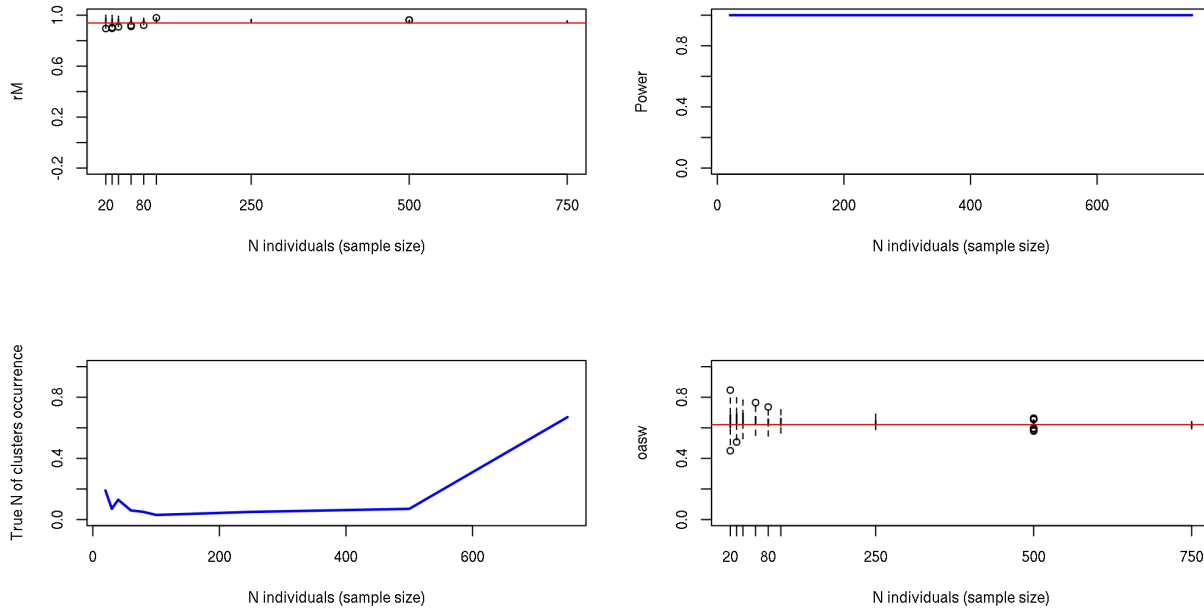 rM
1.0
0.6
0.2
-0.2
20 80 250 500 750
N individuals (sample size)
Power
0.8
0.4
0.0
0 200 400 600
N individuals (sample size)
True N of clusters occurrence
0.8
0.4
0.0
0 200 400 600
N individuals (sample size)
oasw
0.8
0.4
0.0
20 80 250 500 750
N individuals (sample size)